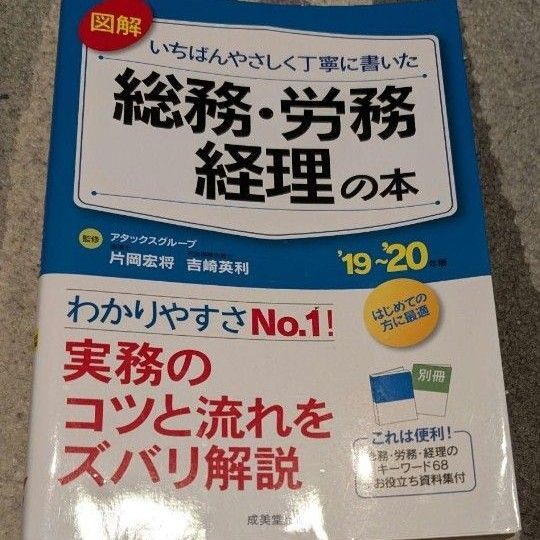 図解
いちばんやさしく丁寧に書いた
総務・労務
経理の本
監修
アタックスグループ
片岡宏将 吉崎英利
'19〜'20年版
わかりやすさNo.1!
はじめての
方に最適
実務の
コツと流れを
ズバリ解説
別冊
これは便利!
総務・労務・経理の
キーワード68
お役立ち資料集付
成美堂出